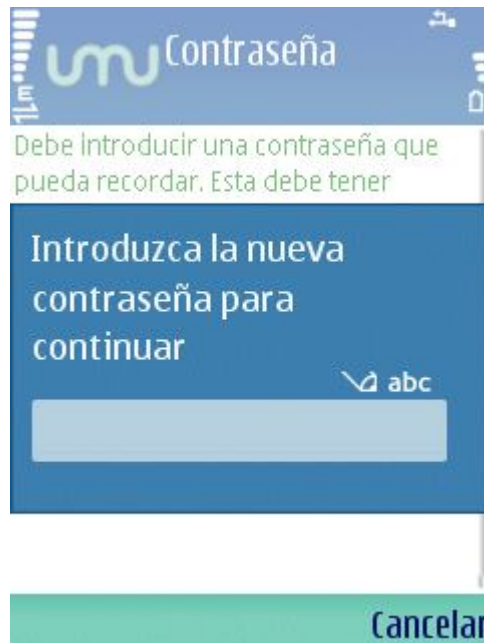 umu Contraseña
Debe introducir una contraseña que
pueda recordar. Esta debe tener
Introduzca la nueva
contraseña para
continuar
abc
Cancelar